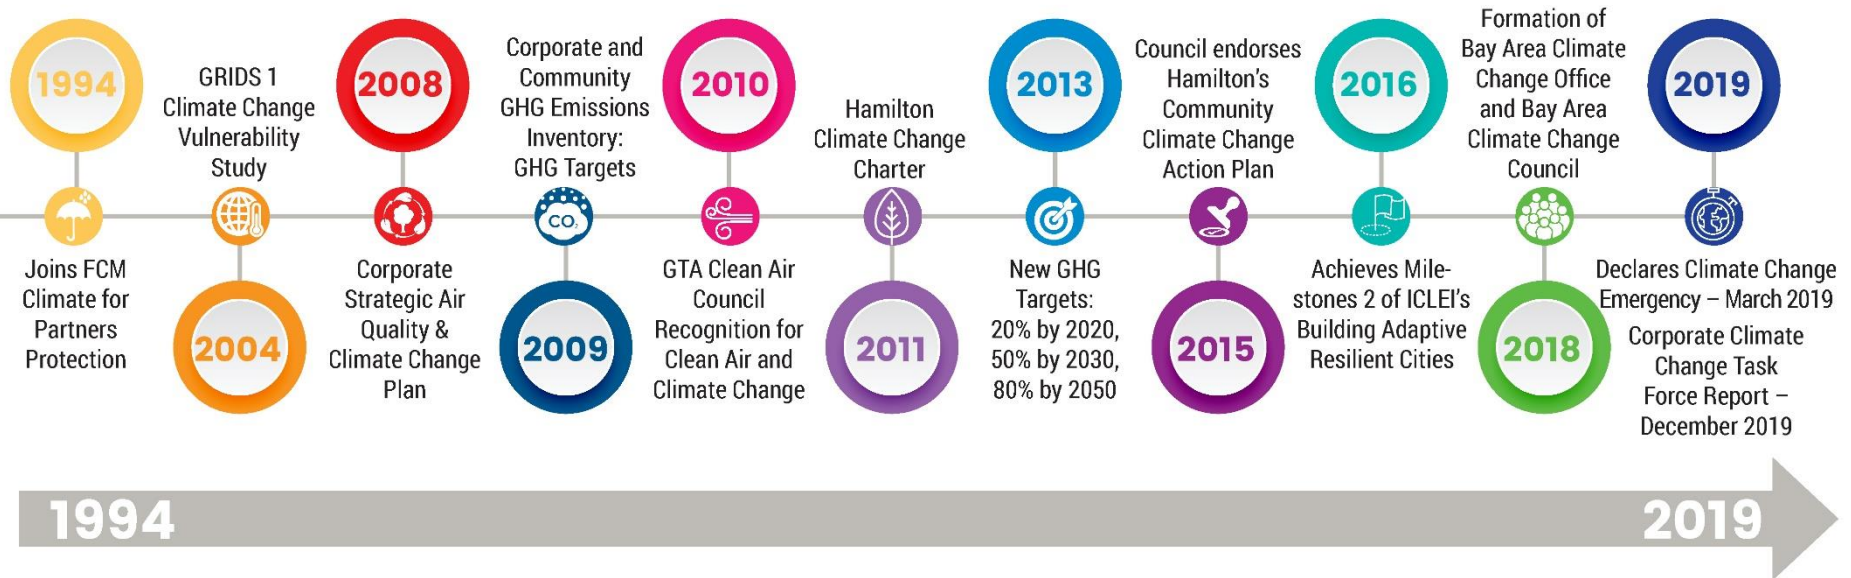 1994
Joins FCM
Climate for
Partners
Protection
GRIDS 1
Climate Change
Vulnerability
Study
2004
2008
Corporate
Strategic Air
Quality &
Climate Change
Plan
Corporate and
Community
GHG Emissions
Inventory:
GHG Targets
CO₂
2009
2010
GTA Clean Air
Council
Recognition for
Clean Air and
Climate Change
Hamilton
Climate Change
Charter
2011
2013
New GHG
Targets:
20% by 2020,
50% by 2030,
80% by 2050
Council endorses
Hamilton's
Community
Climate Change
Action Plan
2015
2016
Achieves Mile-
stones 2 of ICLEI's
Building Adaptive
Resilient Cities
Formation of
Bay Area Climate
Change Office
and Bay Area
Climate Change
Council
2018
2019
Declares Climate Change
Emergency – March 2019
Corporate Climate
Change Task
Force Report –
December 2019
1994
2019